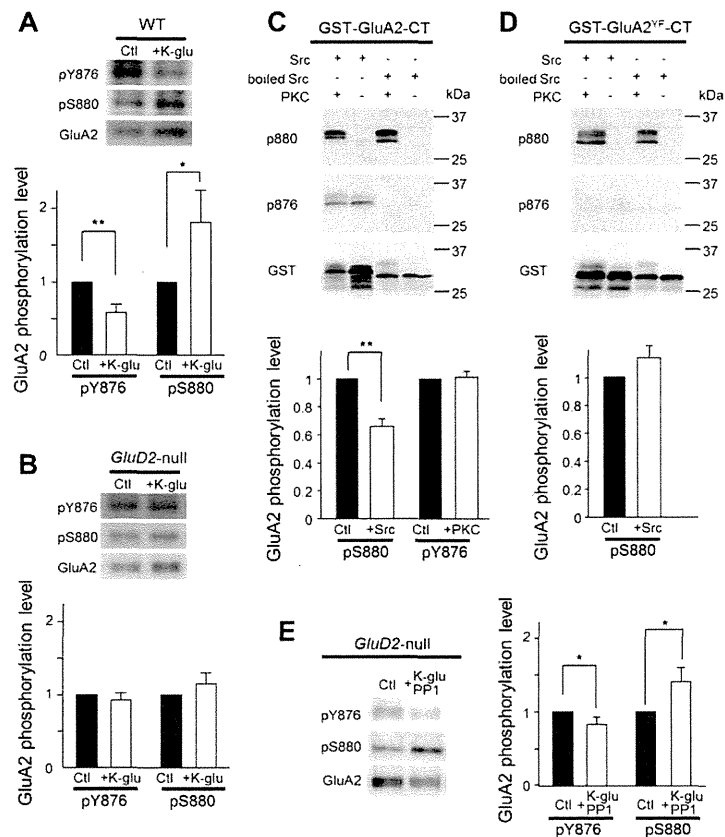 A
WT
Ctl +K-glu
pY876
pS880
GluA2
GluA2 phosphorylation level
2
1
0
**
*
Ctl +K-glu Ctl +K-glu
pY876 pS880
B
GluD2-null
Ctl +K-glu
pY876
pS880
GluA2
GluA2 phosphorylation level
2
1
0
Ctl +K-glu Ctl +K-glu
pY876 pS880
C
GST-GluA2-CT
Src + + - -
boiled Src - - + +
PKC + - + -
kDa
p880
37
25
p876
37
25
GST
37
25
GluA2 phosphorylation level
1
0.8
0.6
0.4
0.2
0
**
Ctl +Src Ctl +PKC
pS880 pY876
D
GST-GluA2YF-CT
Src + + - -
boiled Src - - + +
PKC + - + -
kDa
p880
37
25
p876
37
25
GST
37
25
GluA2 phosphorylation level
1
0.8
0.6
0.4
0.2
0
Ctl +Src
pS880
E
GluD2-null
Ctl + K-glu PP1
pY876
pS880
GluA2
GluA2 phosphorylation level
2
1
0
*
*
Ctl + K-glu PP1 Ctl + K-glu PP1
pY876 pS880